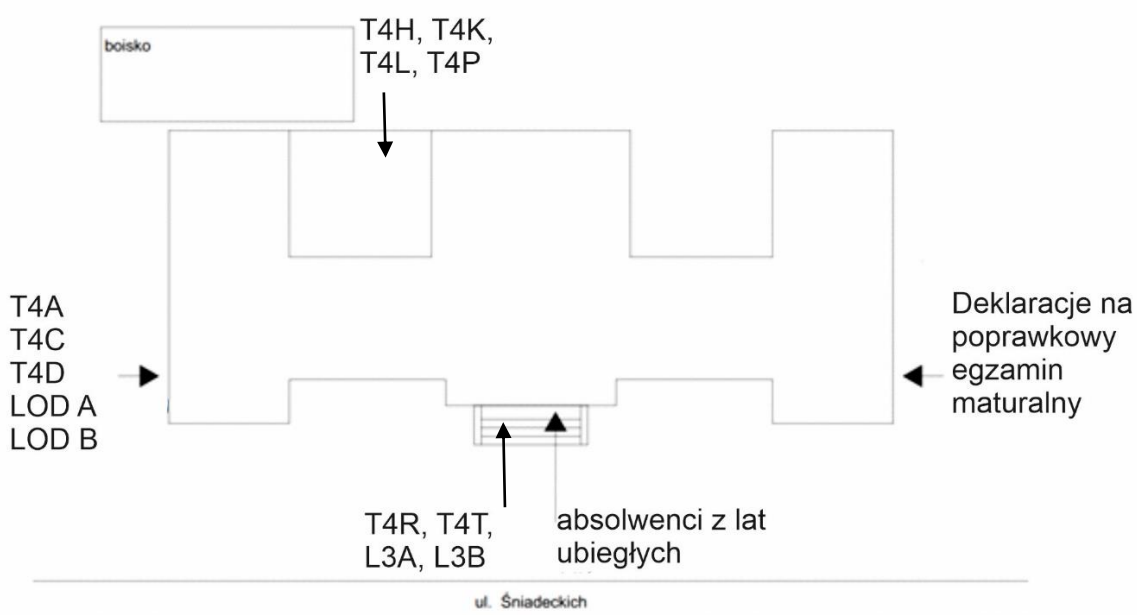 boisko
T4H, T4K,
T4L, T4P
T4A
T4C
T4D
LOD A
LOD B
Deklaracje na
poprawkowy
egzamin
maturalny
T4R, T4T,
L3A, L3B
absolwenci z lat
ubiegłych
ul. Śniadeckich